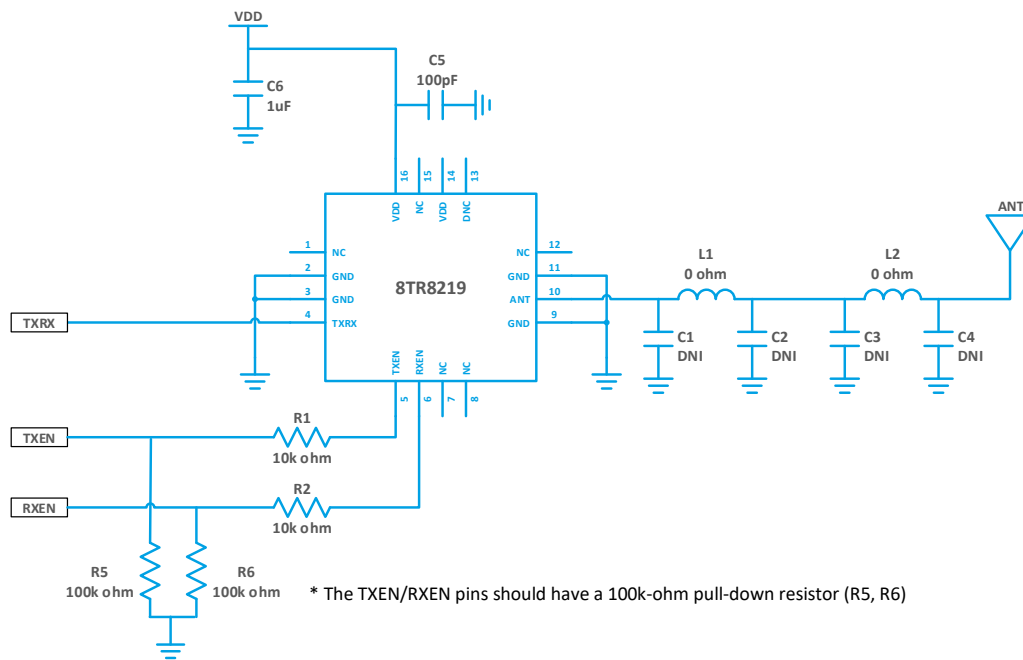 VDD
C5
100pF
C6
1uF
16
15
14
13
VDD
NC
VDD
DNC
ANT
1
NC
NC
12
L1
L2
2
GND
GND
11
0 ohm
0 ohm
8TR8219
3
GND
ANT
10
TXRX
4
TXRX
GND
9
C1
DNI
C2
DNI
C3
DNI
C4
DNI
TXEN
RXEN
NC
NC
5
6
7
8
R1
TXEN
10k ohm
R2
RXEN
10k ohm
R5
100k ohm
R6
100k ohm
* The TXEN/RXEN pins should have a 100k-ohm pull-down resistor (R5, R6)